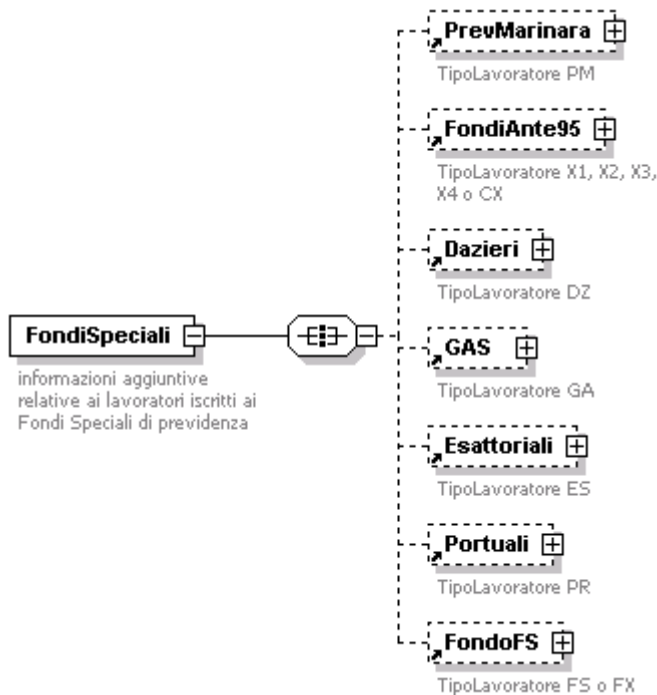 PrevMarinara
TipoLavoratore PM
FondiAnte95
TipoLavoratore X1, X2, X3,
X4 o CX
Dazieri
TipoLavoratore DZ
FondiSpeciali
informazioni aggiuntive
relative ai lavoratori iscritti ai
Fondi Speciali di previdenza
GAS
TipoLavoratore GA
Esattoriali
TipoLavoratore ES
Portuali
TipoLavoratore PR
FondoFS
TipoLavoratore FS o FX